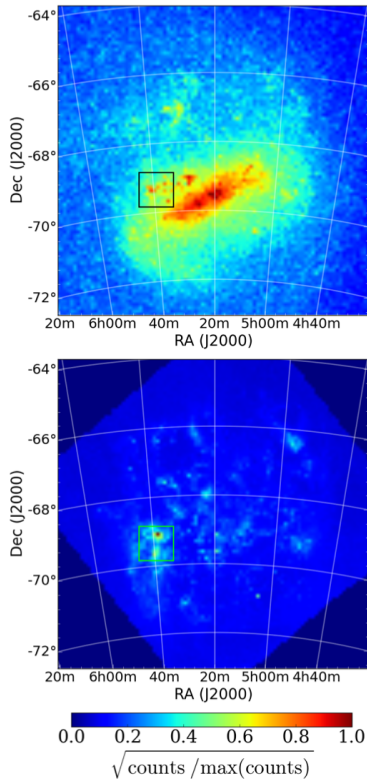 -64°
-66°
-68°
-70°
-72°
Dec (J2000)
20m 6h00m 40m 20m 5h00m 4h40m
RA (J2000)
-64°
-66°
-68°
-70°
-72°
Dec (J2000)
20m 6h00m 40m 20m 5h00m 4h40m
RA (J2000)
0.0 0.2 0.4 0.6 0.8 1.0
√counts /max(counts)